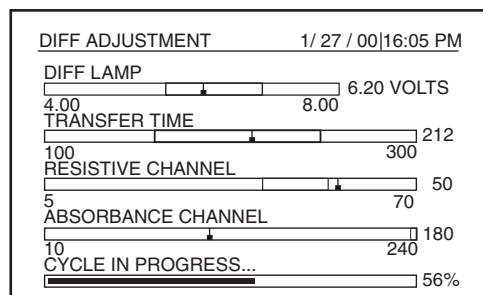 DIFF ADJUSTMENT 1/ 27 / 00|16:05 PM
DIFF LAMP
6.20 VOLTS
4.00 8.00
TRANSFER TIME
212
100 300
RESISTIVE CHANNEL
50
5 70
ABSORBANCE CHANNEL
180
10 240
CYCLE IN PROGRESS...
56%